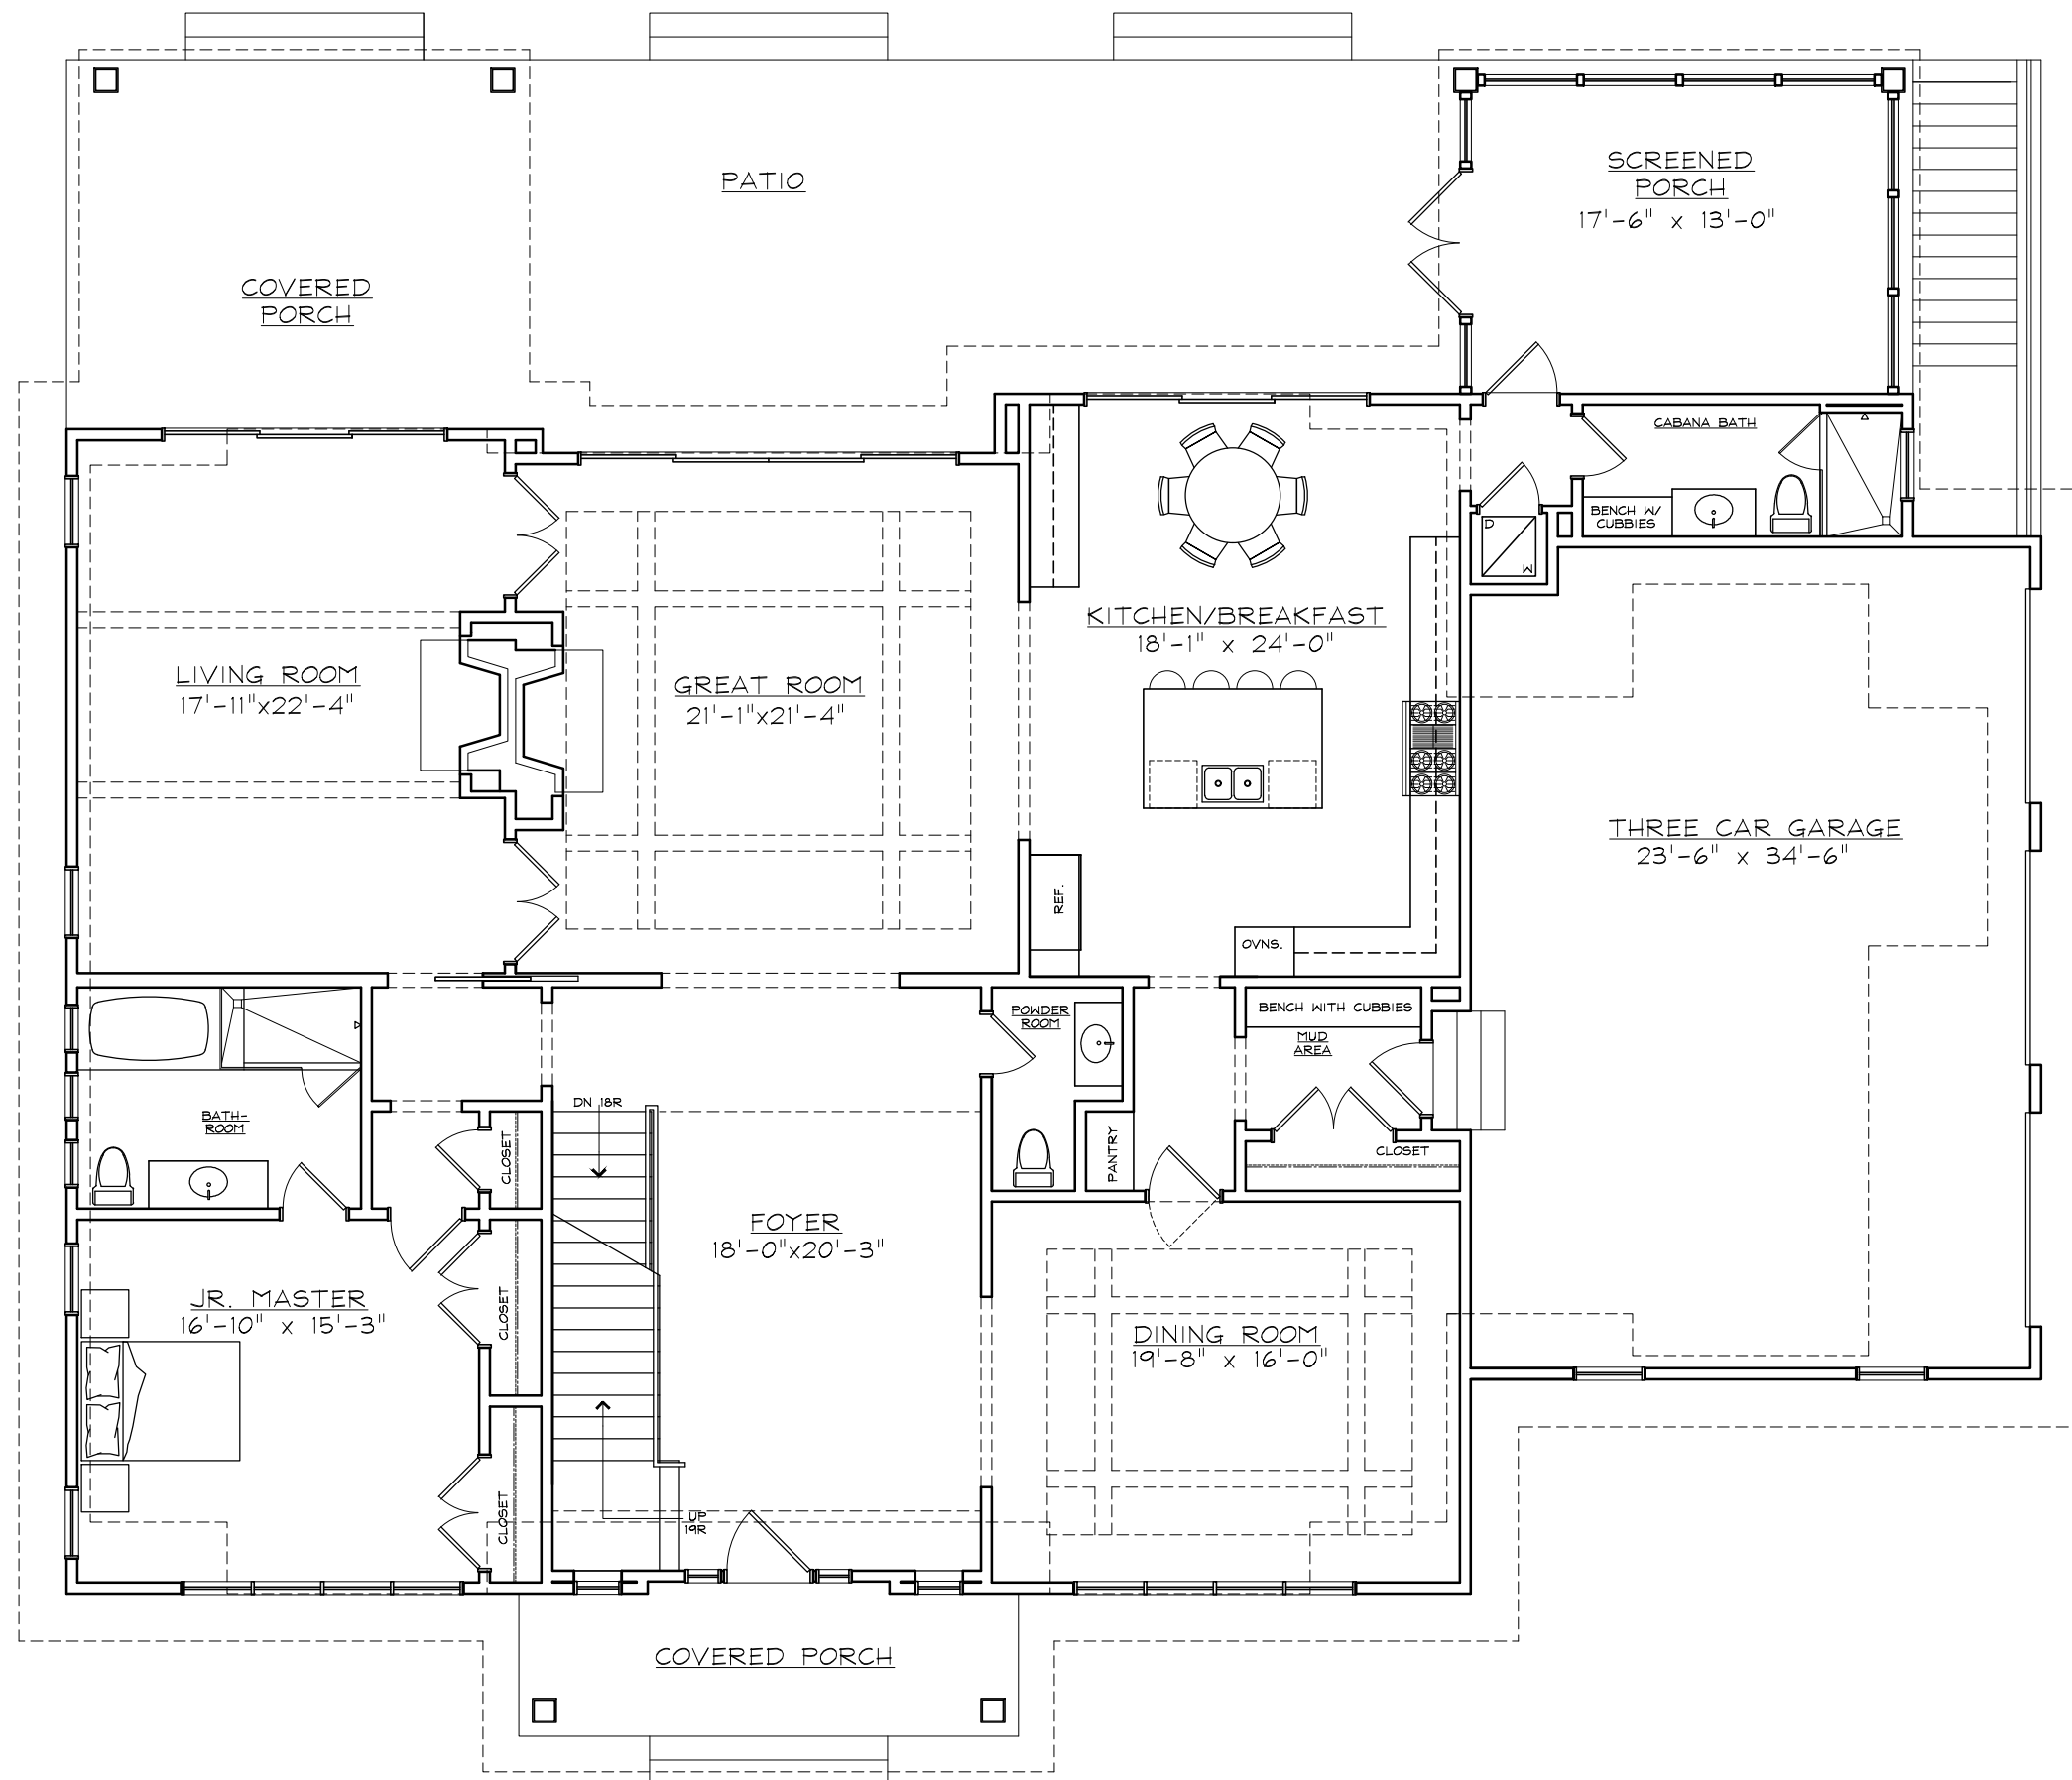 PATIO
SCREENED
PORCH
17'-6" x 13'-0"
COVERED
PORCH
CABANA BATH
BENCH W/
CUBBIES
D
W
KITCHEN/BREAKFAST
18'-1" x 24'-0"
LIVING ROOM
17'-11"x22'-4"
GREAT ROOM
21'-1"x21'-4"
THREE CAR GARAGE
23'-6" x 34'-6"
REF.
OVNS.
POWDER
ROOM
BENCH WITH CUBBIES
MUD
AREA
BATH-
ROOM
DN 18R
CLOSET
PANTRY
CLOSET
FOYER
18'-0"x20'-3"
JR. MASTER
16'-10" x 15'-3"
CLOSET
DINING ROOM
19'-8" x 16'-0"
CLOSET
UP
19R
COVERED PORCH